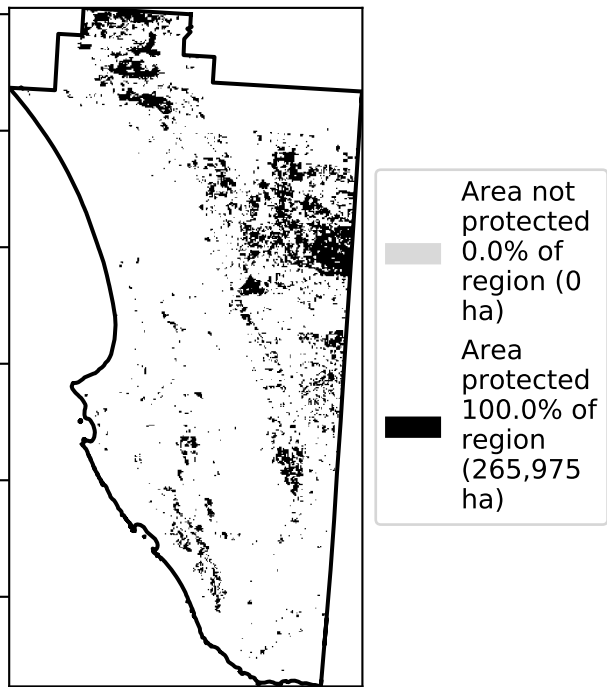 Area not
protected
0.0% of
region (0
ha)
Area
protected
100.0% of
region
(265,975
ha)